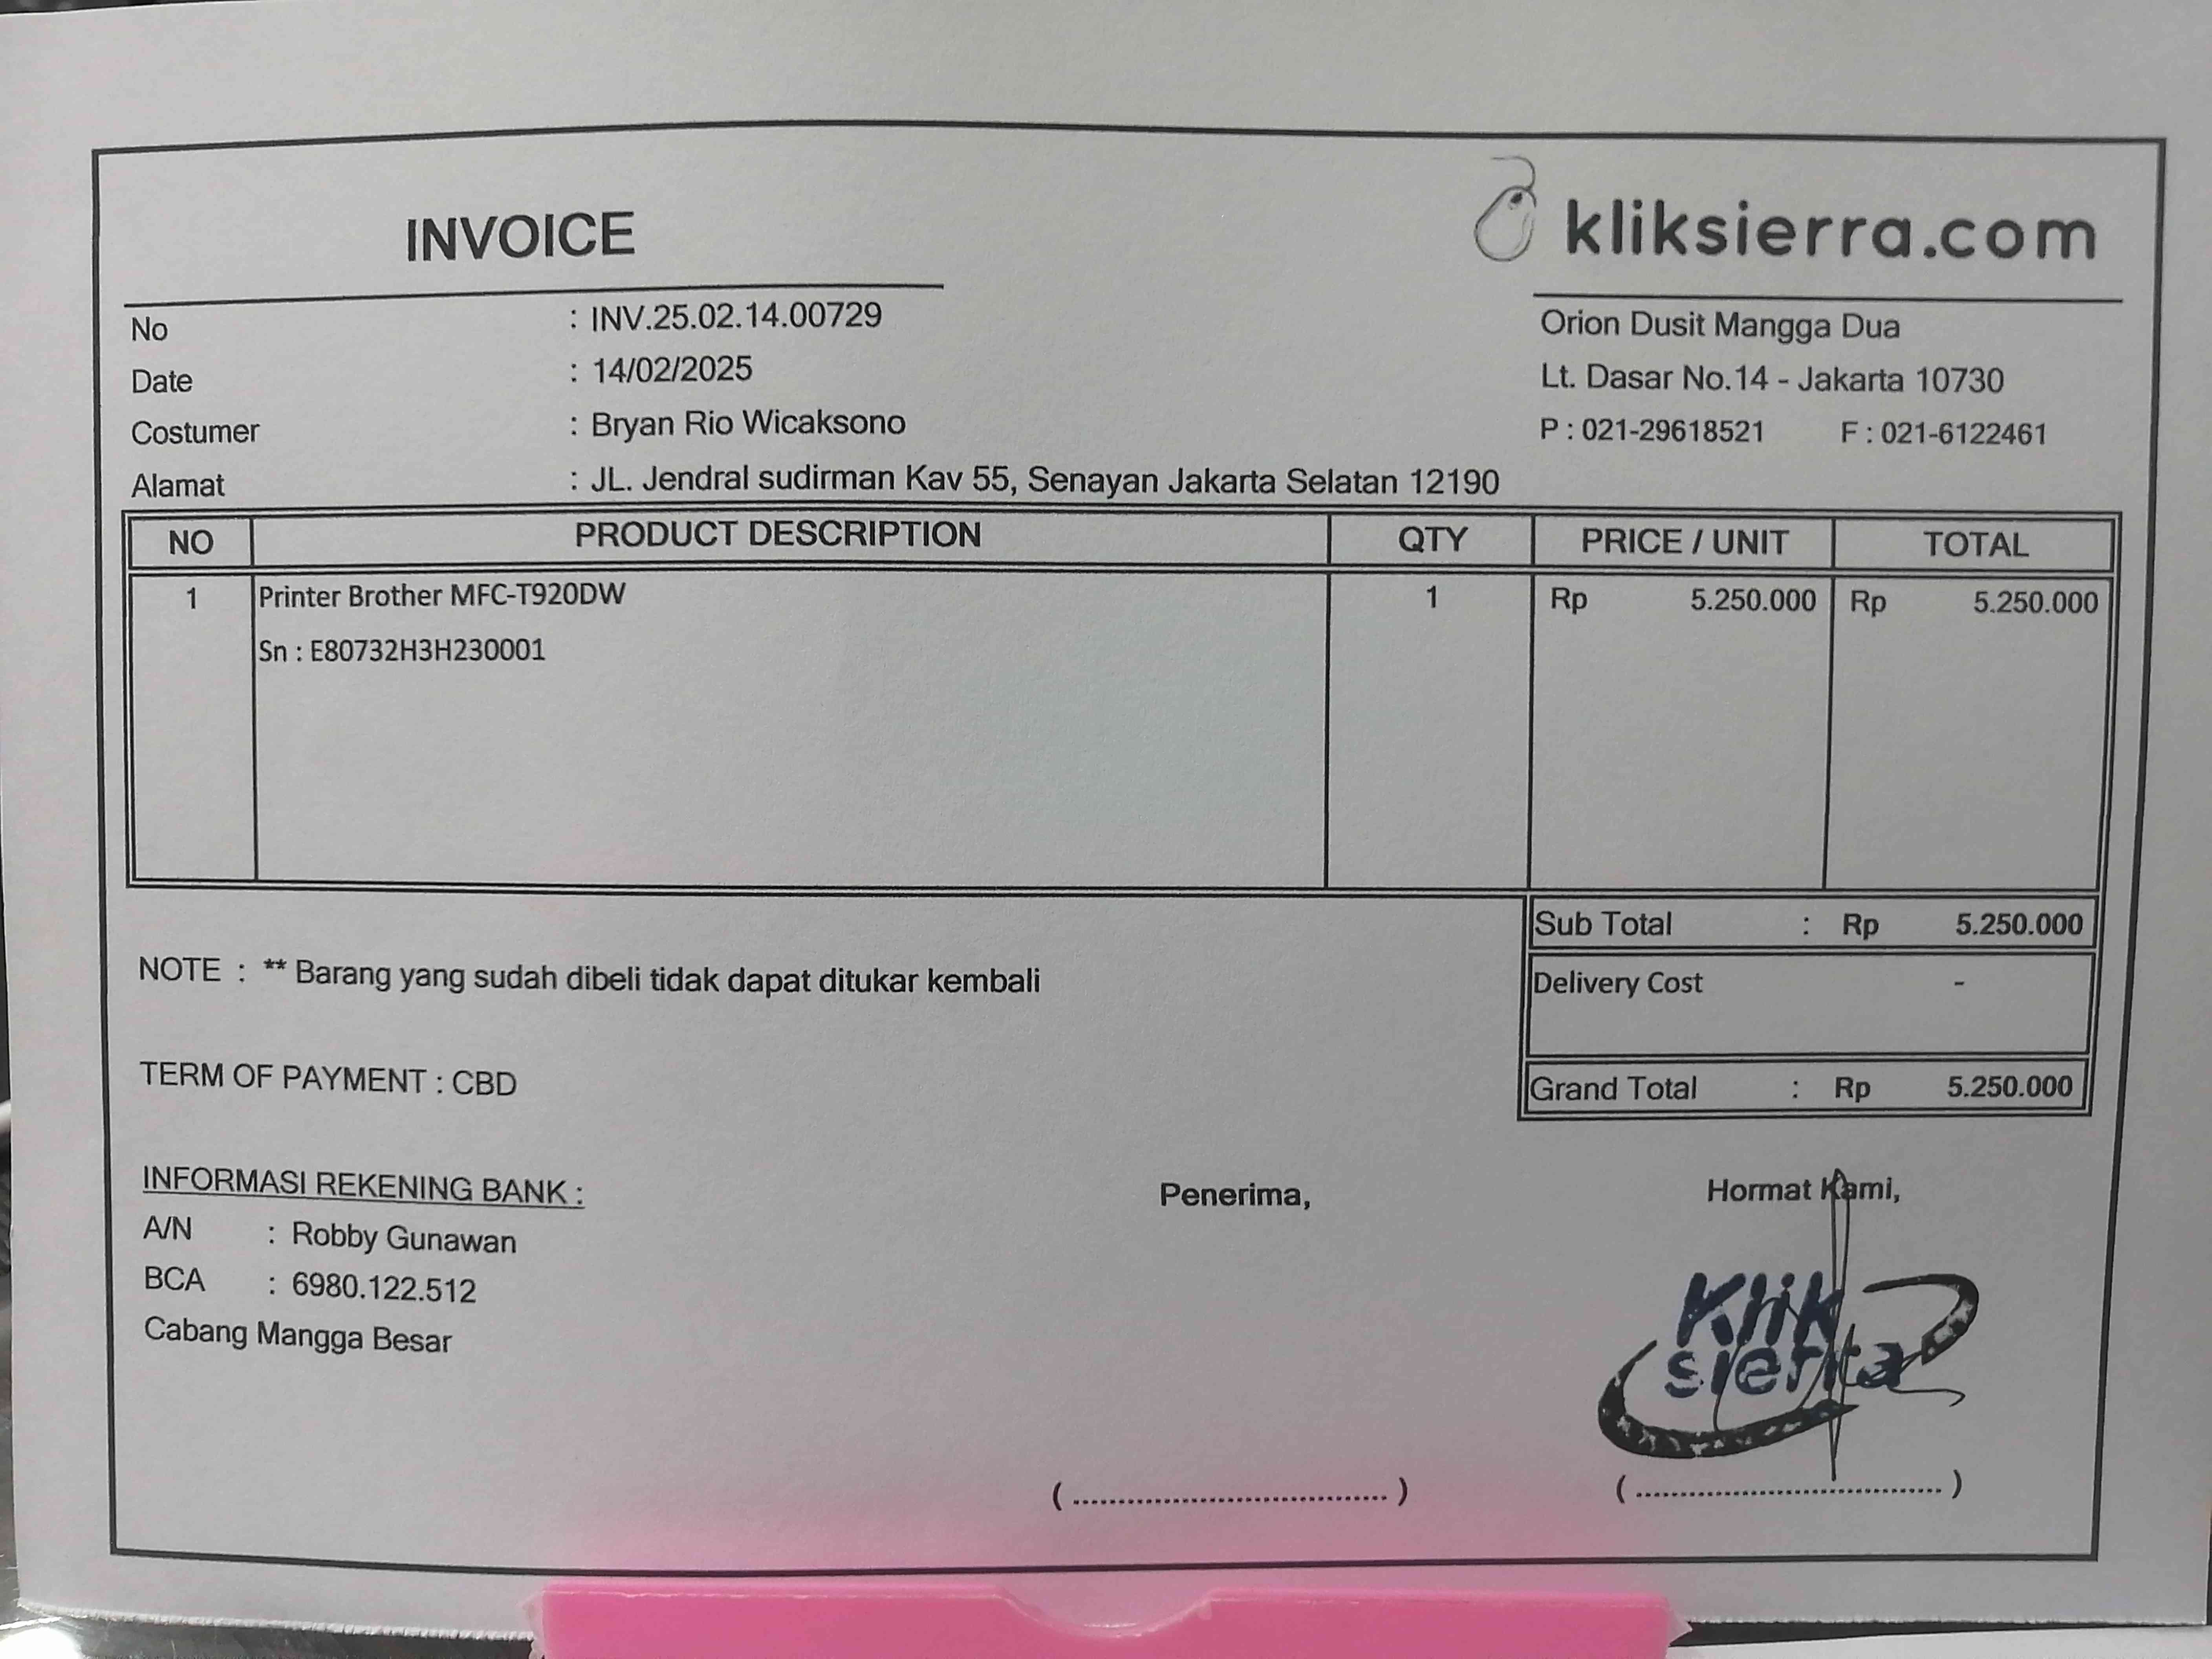 INVOICE
kliksierra.com
No : INV.25.02.14.00729
Date : 14/02/2025
Costumer : Bryan Rio Wicaksono
Alamat : JL. Jendral sudirman Kav 55, Senayan Jakarta Selatan 12190
Orion Dusit Mangga Dua
Lt. Dasar No.14 - Jakarta 10730
P : 021-29618521 F : 021-6122461
NO PRODUCT DESCRIPTION QTY PRICE / UNIT TOTAL
1 Printer Brother MFC-T920DW 1 Rp 5.250.000 Rp 5.250.000
Sn : E80732H3H230001
Sub Total : Rp 5.250.000
Delivery Cost -
Grand Total : Rp 5.250.000
NOTE : ** Barang yang sudah dibeli tidak dapat ditukar kembali
TERM OF PAYMENT : CBD
INFORMASI REKENING BANK :
A/N : Robby Gunawan
BCA : 6980.122.512
Cabang Mangga Besar
Penerima,
( .................................. )
Hormat Kami,
Klik
sierra
( .................................. )